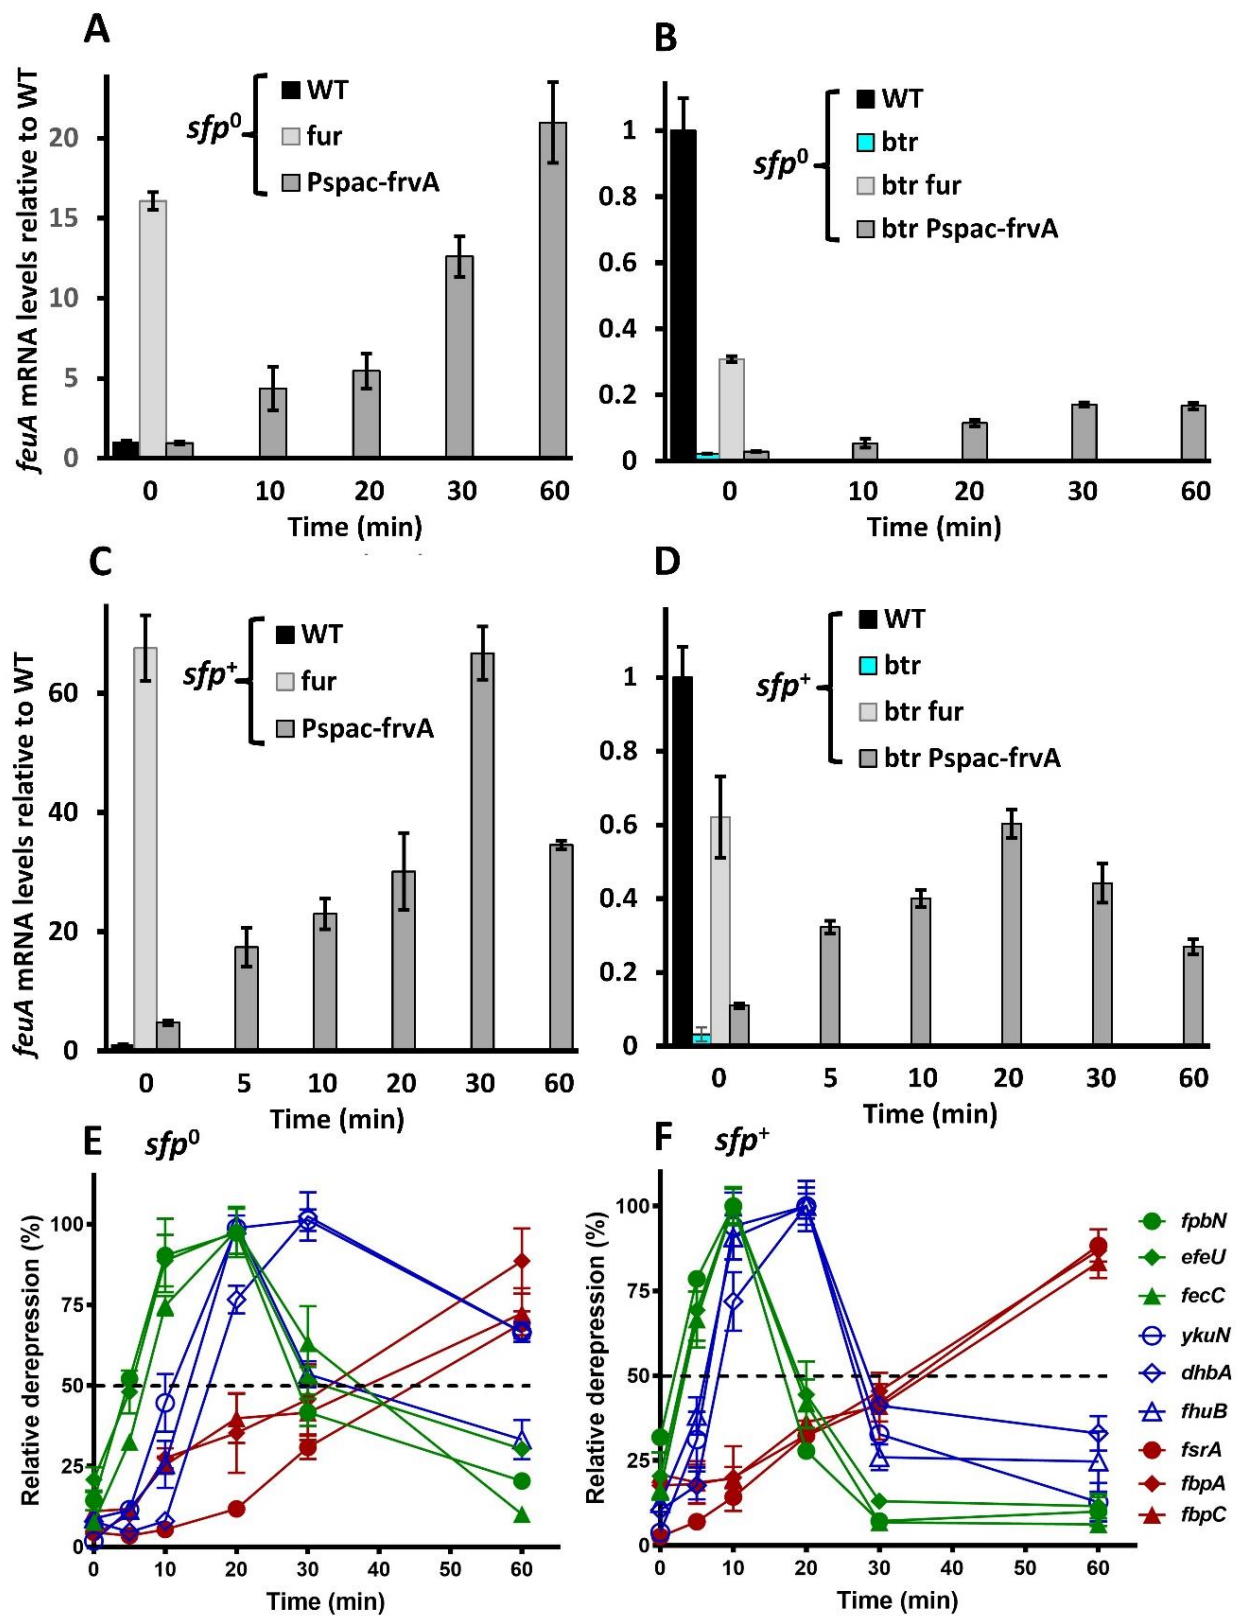 A
feuA mRNA levels relative to WT
20
15
10
5
0
sfp0
WT
fur
Pspac-frvA
0 10 20 30 60
Time (min)
B
1
0.8
0.6
0.4
0.2
0
sfp0
WT
btr
btr fur
btr Pspac-frvA
0 10 20 30 60
Time (min)
C
feuA mRNA levels relative to WT
60
40
20
0
sfp+
WT
fur
Pspac-frvA
0 5 10 20 30 60
Time (min)
D
1
0.8
0.6
0.4
0.2
0
sfp+
WT
btr
btr fur
btr Pspac-frvA
0 5 10 20 30 60
Time (min)
E sfp0
Relative derepression (%)
100
75
50
25
0
0 10 20 30 40 50 60
Time (min)
F sfp+
Relative derepression (%)
100
75
50
25
0
0 10 20 30 40 50 60
Time (min)
fpbN
efeU
fecC
ykuN
dhbA
fhuB
fsrA
fbpA
fbpC